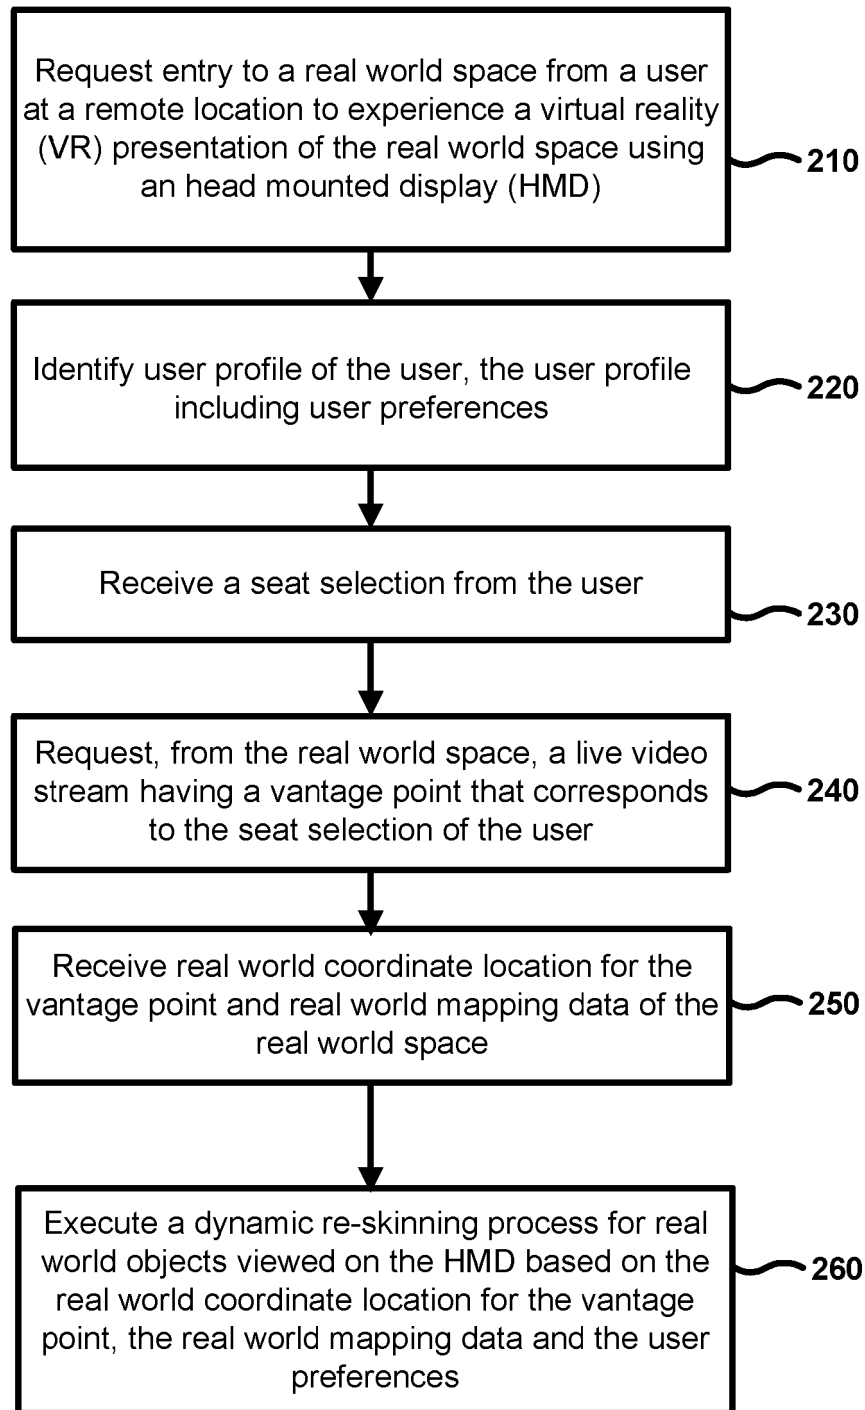 Request entry to a real world space from a user
at a remote location to experience a virtual reality
(VR) presentation of the real world space using
an head mounted display (HMD)
210
Identify user profile of the user, the user profile
including user preferences
220
Receive a seat selection from the user
230
Request, from the real world space, a live video
stream having a vantage point that corresponds
to the seat selection of the user
240
Receive real world coordinate location for the
vantage point and real world mapping data of the
real world space
250
Execute a dynamic re-skinning process for real
world objects viewed on the HMD based on the
real world coordinate location for the vantage
point, the real world mapping data and the user
preferences
260